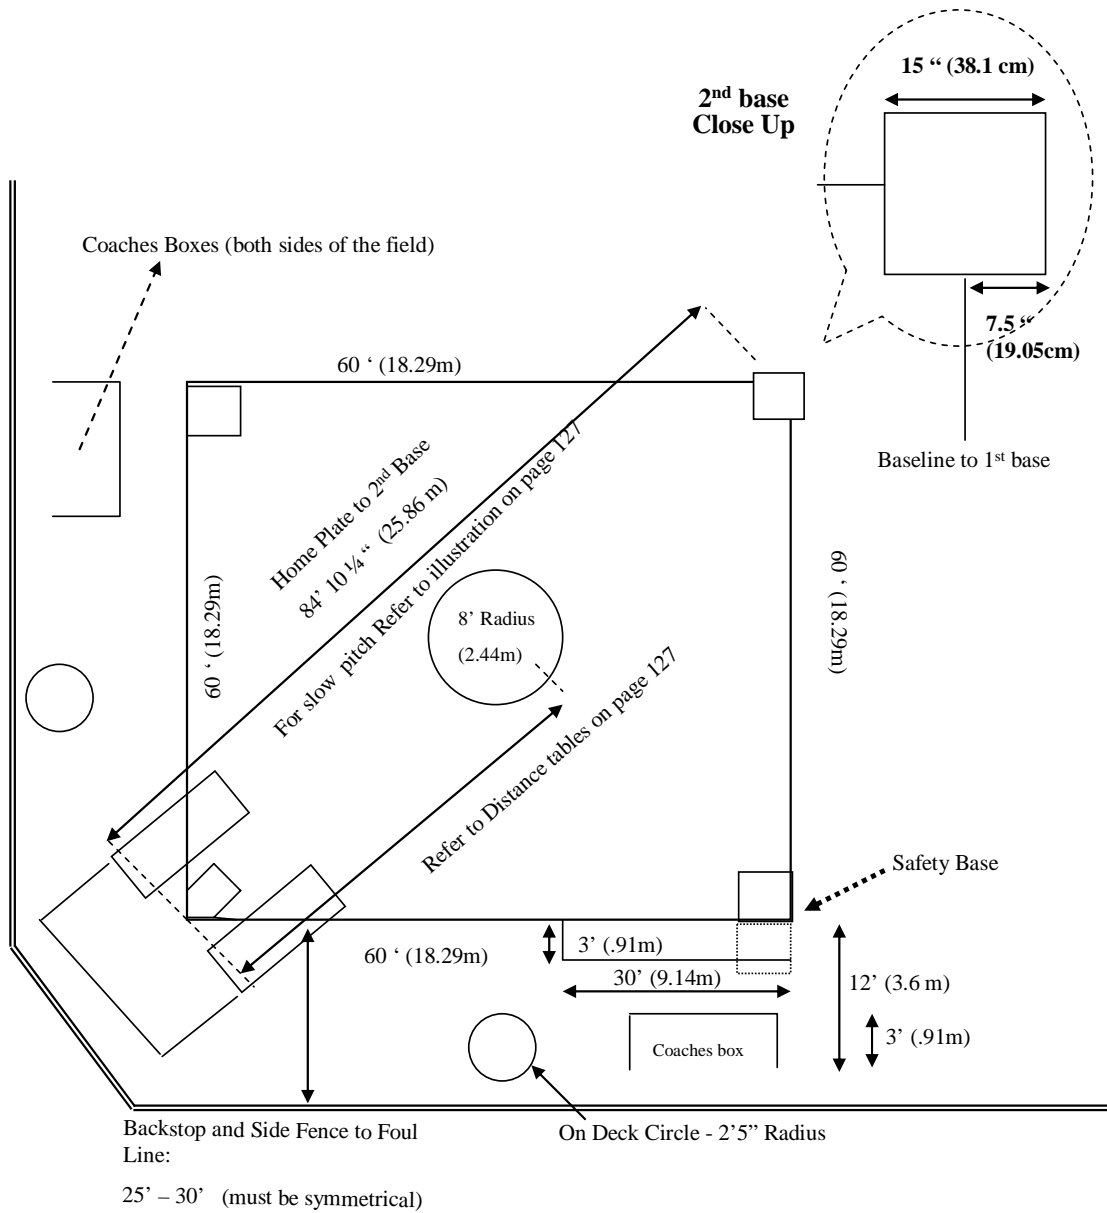 15 “ (38.1 cm)
2nd base
Close Up
7.5 “
(19.05cm)
Baseline to 1st base
Coaches Boxes (both sides of the field)
60 ‘ (18.29m)
Home Plate to 2nd Base
84’ 10 ¼ “ (25.86 m)
For slow pitch Refer to illustration on page 127
60 ‘ (18.29m)
8’ Radius
(2.44m)
60 ‘ (18.29m)
Refer to Distance tables on page 127
Safety Base
60 ‘ (18.29m)
3’ (.91m)
30’ (9.14m)
12’ (3.6 m)
3’ (.91m)
Coaches box
Backstop and Side Fence to Foul
Line:
25’ – 30’ (must be symmetrical)
On Deck Circle - 2’5” Radius